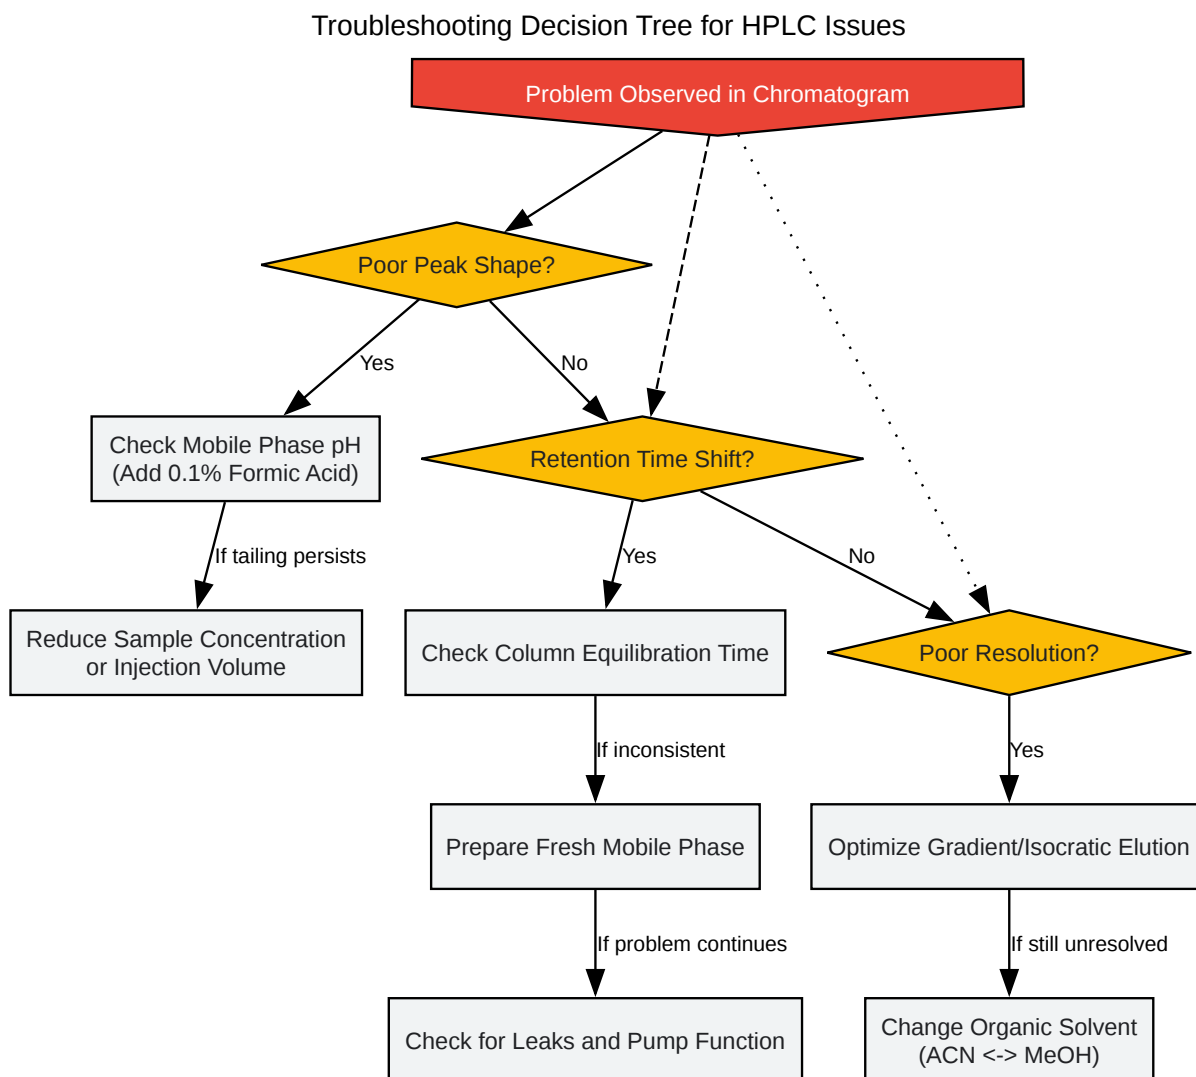 Troubleshooting Decision Tree for HPLC Issues
Problem Observed in Chromatogram
Poor Peak Shape?
Yes
No
Check Mobile Phase pH
(Add 0.1% Formic Acid)
Retention Time Shift?
If tailing persists
Yes
No
Reduce Sample Concentration
or Injection Volume
Check Column Equilibration Time
Poor Resolution?
If inconsistent
Yes
Prepare Fresh Mobile Phase
Optimize Gradient/Isocratic Elution
If problem continues
If still unresolved
Check for Leaks and Pump Function
Change Organic Solvent
(ACN <-> MeOH)